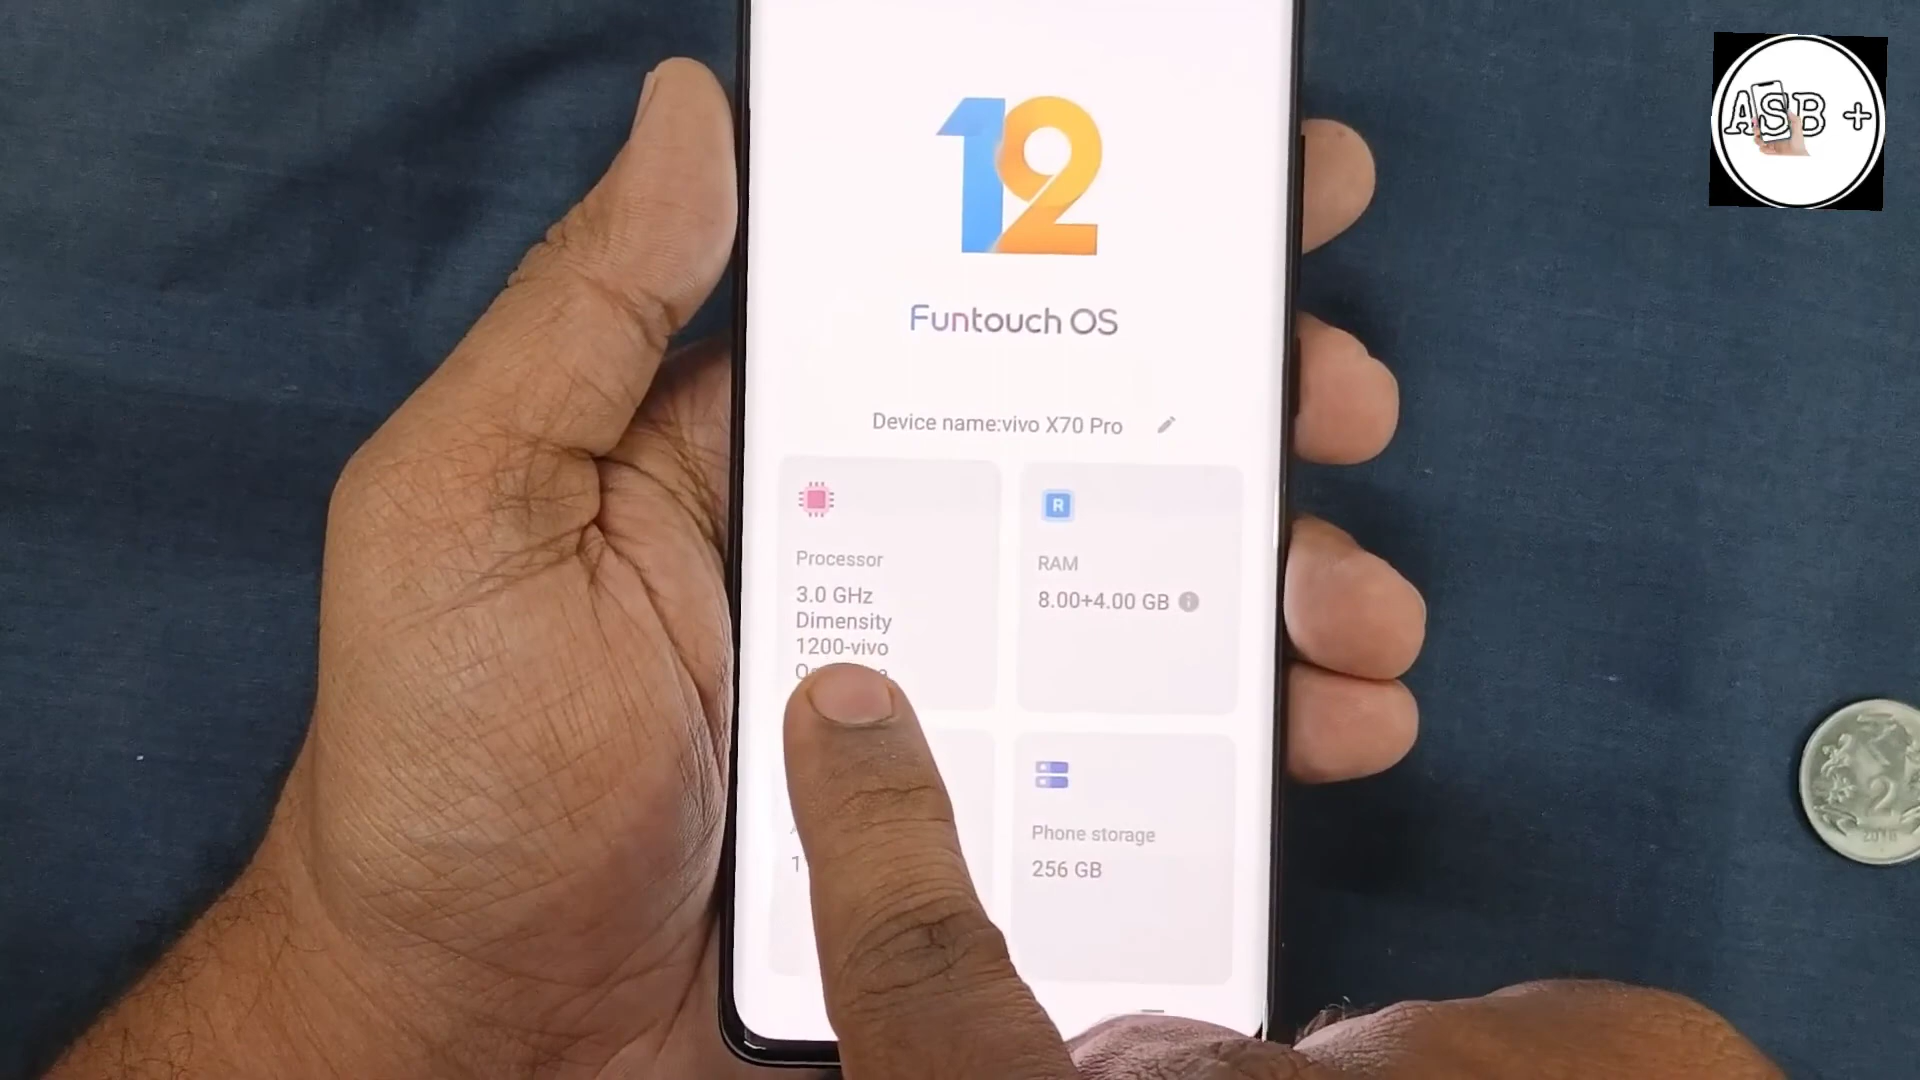 ASB +
12
Funtouch OS
Device name:vivo X70 Pro
Processor
3.0 GHz
Dimensity
1200-vivo
R
RAM
8.00+4.00 GB
Phone storage
256 GB
2